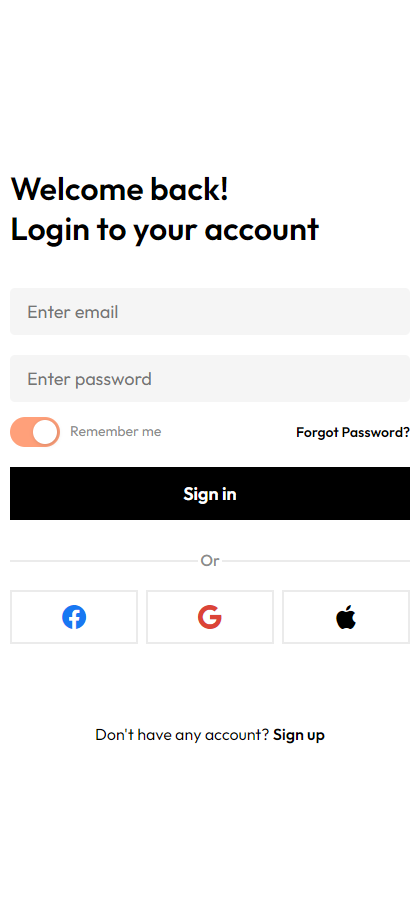 Welcome back!
Login to your account
Enter email
Enter password
Remember me
Forgot Password?
Sign in
Or
Don't have any account? Sign up